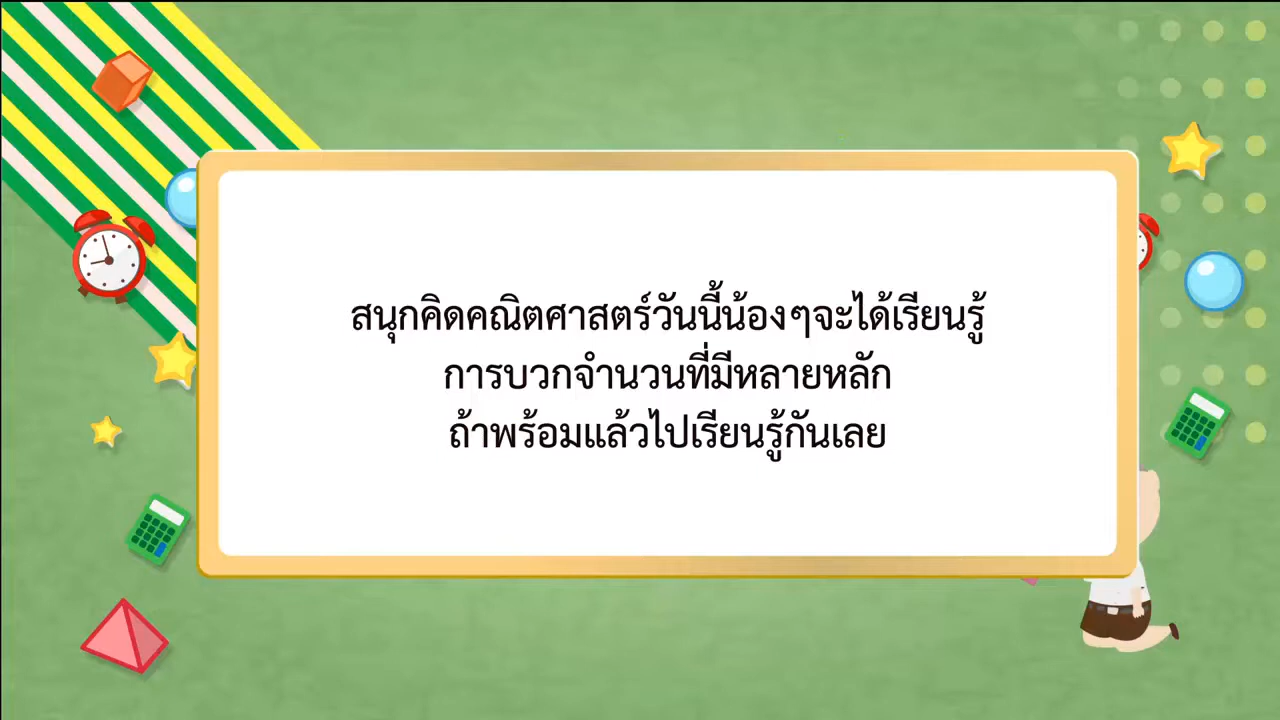 สนุกคิดคณิตศาสตร์วันนี้น้องๆจะได้เรียนรู้
การบวกจำนวนที่มีหลายหลัก
ถ้าพร้อมแล้วไปเรียนรู้กันเลย